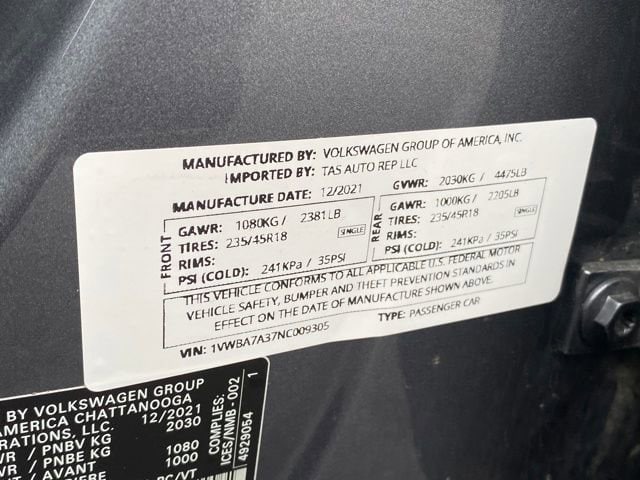 MANUFACTURED BY: VOLKSWAGEN GROUP OF AMERICA, INC.
IMPORTED BY: TAS AUTO REP LLC
MANUFACTURE DATE: 12/2021 GVWR: 2030KG / 4475LB
FRONT
GAWR: 1080KG / 2381LB
TIRES: 235/45R18 SINGLE
RIMS:
PSI (COLD): 241KPa / 35PSI
REAR
GAWR: 1000KG / 2205LB
TIRES: 235/45R18 SINGLE
RIMS:
PSI (COLD): 241KPa / 35PSI
THIS VEHICLE CONFORMS TO ALL APPLICABLE U.S. FEDERAL MOTOR
VEHICLE SAFETY, BUMPER AND THEFT PREVENTION STANDARDS IN
EFFECT ON THE DATE OF MANUFACTURE SHOWN ABOVE.
VIN: 1VWBA7A37NC009305 TYPE: PASSENGER CAR
BY VOLKSWAGEN GROUP
AMERICA CHATTANOOGA
RATIONS, LLC. 12/2021
WR / PNBV KG 2030
WR / PNBE KG 1080
NT / AVANT 1000
COMPLIES:
ICES/NMB-002
4929054 1